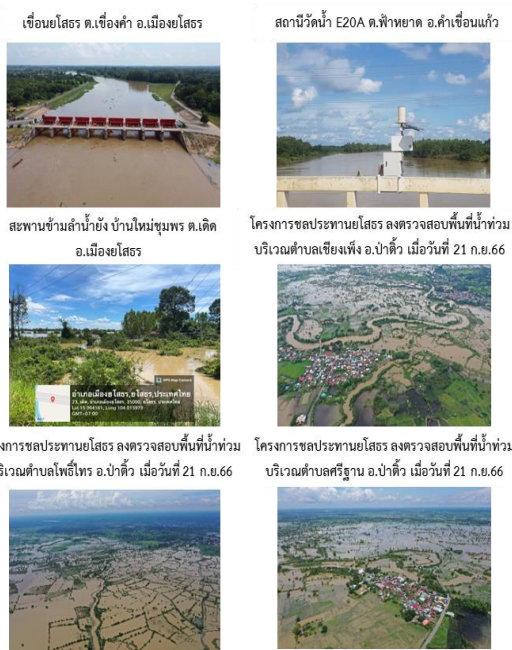 เขื่อนยโสธร ต.เขื่องคำ อ.เมืองยโสธร
สถานีวัดน้ำ E20A ต.ฟ้าหยาด อ.คำเขื่อนแก้ว
สะพานข้ามลำน้ำยัง บ้านใหม่ชุมพร ต.เดิด
อ.เมืองยโสธร
โครงการชลประทานยโสธร ลงตรวจสอบพื้นที่น้ำท่วม
บริเวณตำบลเชียงเพ็ง อ.ป่าติ้ว เมื่อวันที่ 21 ก.ย.66
GPS Map Camera
อำเภอเมืองยโสธร,ยโสธร,ประเทศไทย
GMT+07:00
งการชลประทานยโสธร ลงตรวจสอบพื้นที่น้ำท่วม
ริเวณตำบลโพธิ์ไทร อ.ป่าติ้ว เมื่อวันที่ 21 ก.ย.66
โครงการชลประทานยโสธร ลงตรวจสอบพื้นที่น้ำท่วม
บริเวณตำบลศรีฐาน อ.ป่าติ้ว เมื่อวันที่ 21 ก.ย.66